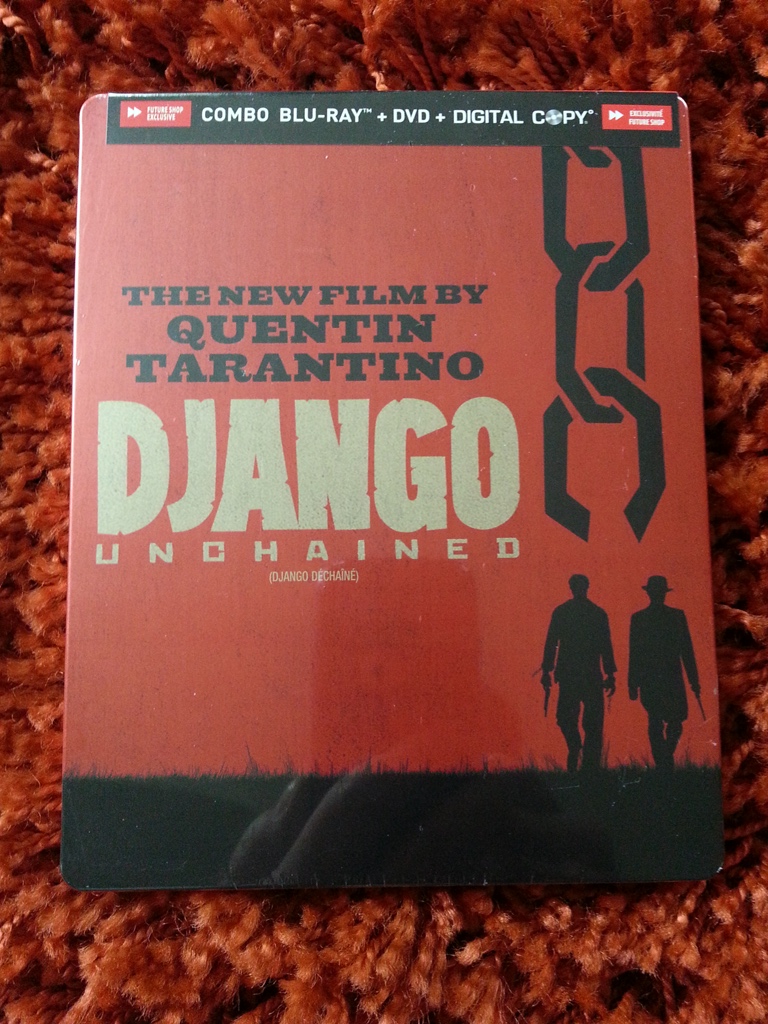 FUTURE SHOP
EXCLUSIVE
COMBO BLU-RAY™ + DVD + DIGITAL COPY°
EXCLUSIVITÉ
FUTURE SHOP
THE NEW FILM BY
QUENTIN
TARANTINO
DJANGO
UNCHAINED
(DJANGO DÉCHAÎNÉ)